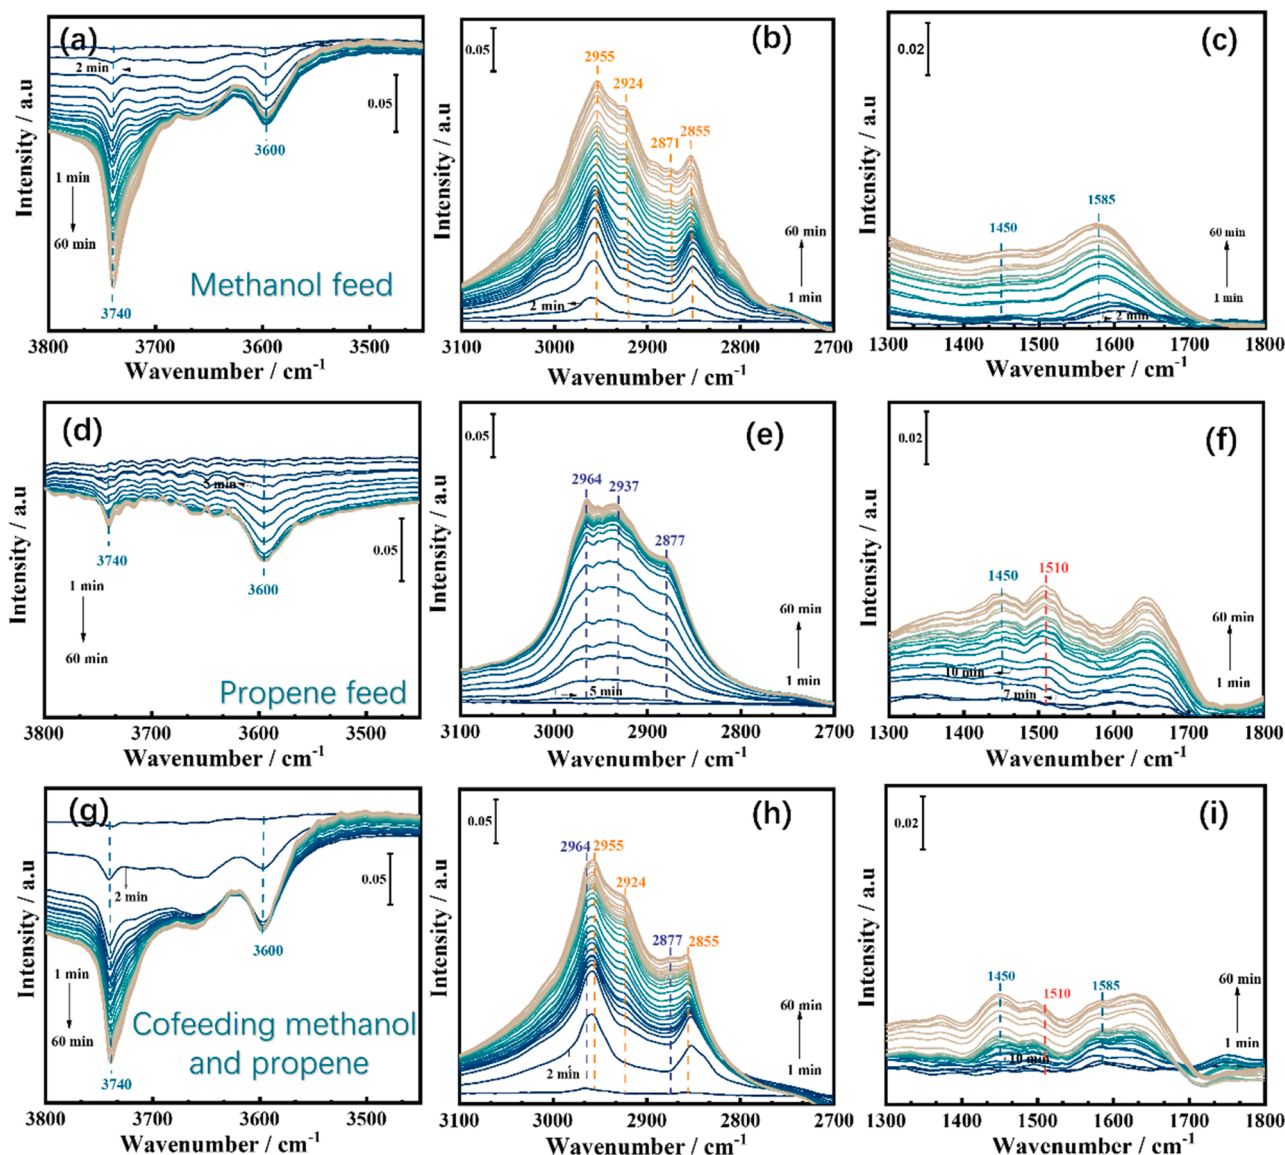 (a)
2 min
0.05
3600
1 min
60 min
Methanol feed
3740
Intensity / a.u
3800 3700 3600 3500
Wavenumber / cm⁻¹
(b)
0.05
2955
2924
2871
2855
60 min
2 min
1 min
Intensity / a.u
3100 3000 2900 2800 2700
Wavenumber / cm⁻¹
(c)
0.02
1585
1450
60 min
1 min
2 min
Intensity / a.u
1300 1400 1500 1600 1700 1800
Wavenumber / cm⁻¹
(d)
5 min
0.05
3740
3600
1 min
60 min
Propene feed
Intensity / a.u
3800 3700 3600 3500
Wavenumber / cm⁻¹
(e)
0.05
2964 2937
2877
60 min
5 min
1 min
Intensity / a.u
3100 3000 2900 2800 2700
Wavenumber / cm⁻¹
(f)
0.02
1450
1510
60 min
10 min
1 min
7 min
Intensity / a.u
1300 1400 1500 1600 1700 1800
Wavenumber / cm⁻¹
(g)
0.05
2 min
3600
1 min
60 min
Cofeeding methanol
and propene
3740
Intensity / a.u
3800 3700 3600 3500
Wavenumber / cm⁻¹
(h)
0.05
2964 2955
2924
2877
2855
60 min
2 min
1 min
Intensity / a.u
3100 3000 2900 2800 2700
Wavenumber / cm⁻¹
(i)
0.02
1450
1510
1585
60 min
10 min
1 min
Intensity / a.u
1300 1400 1500 1600 1700 1800
Wavenumber / cm⁻¹